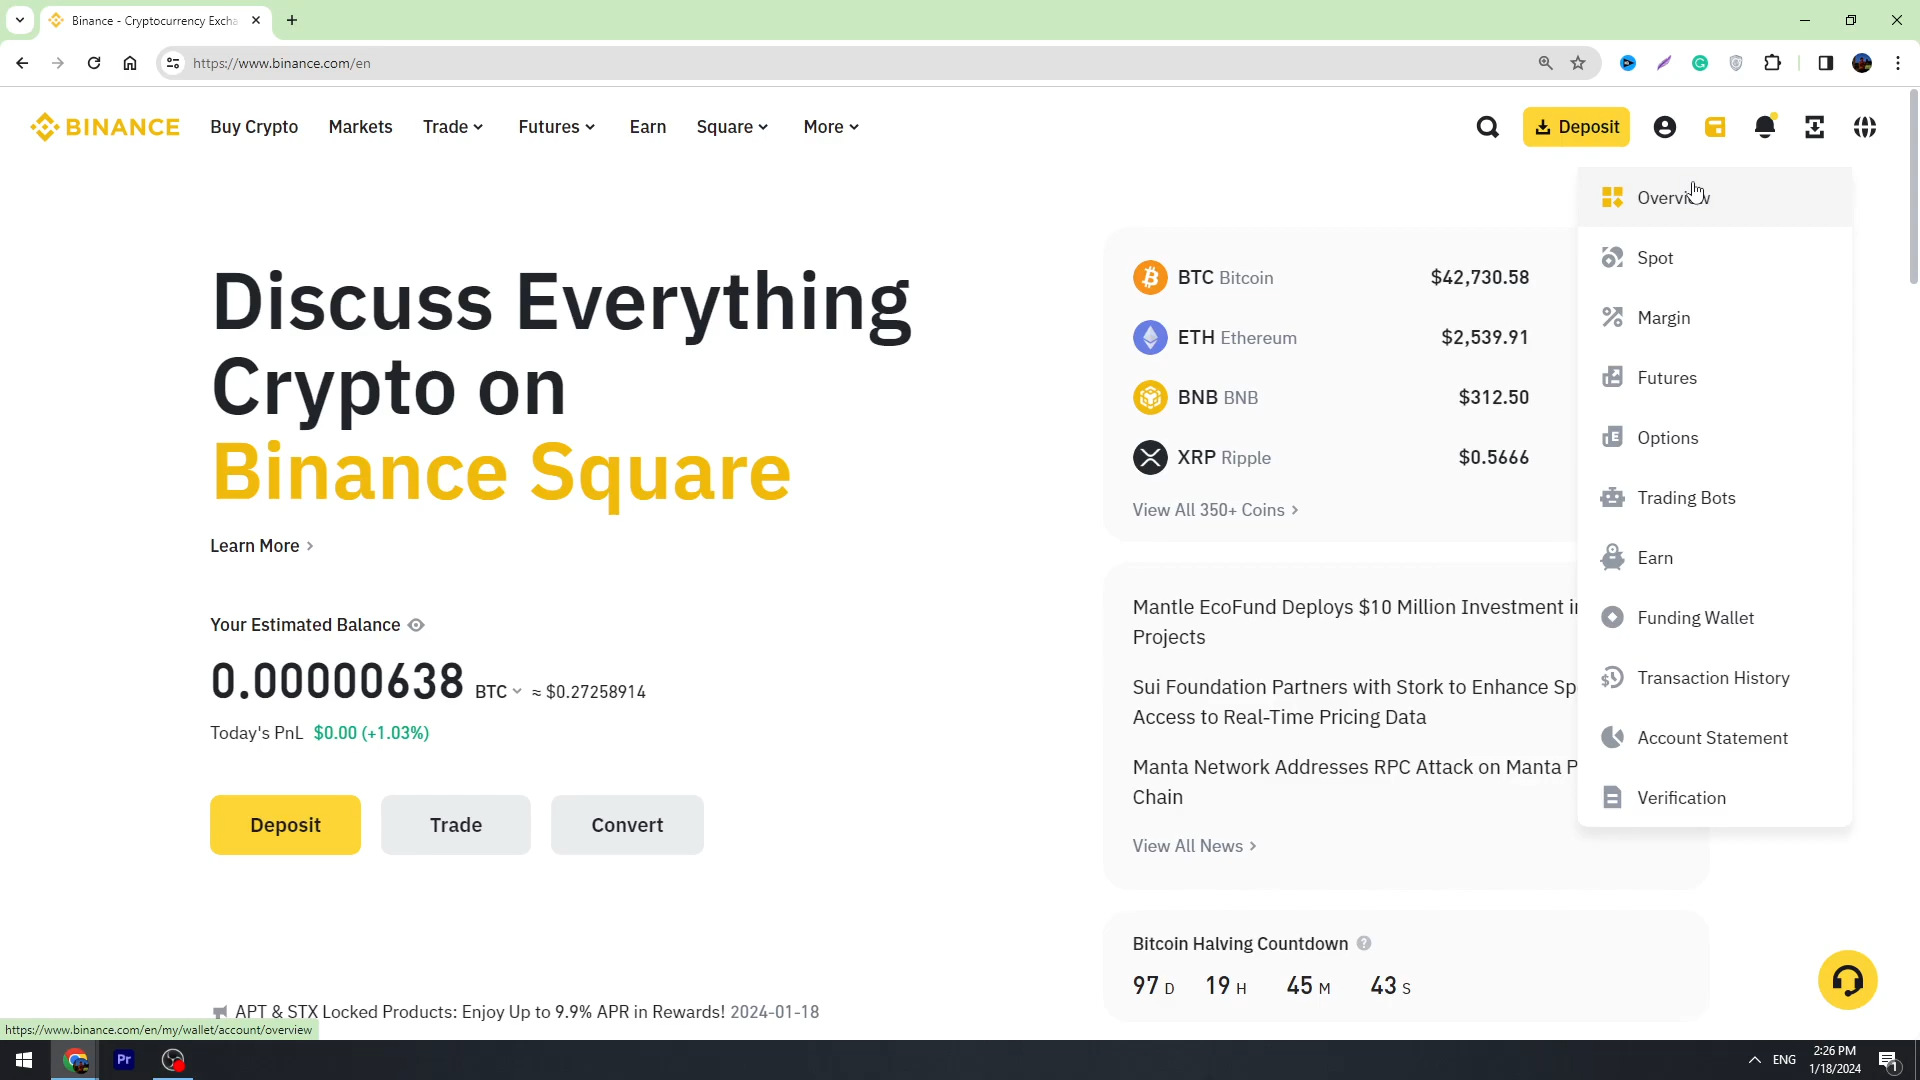 Binance - Cryptocurrency Excha
https://www.binance.com/en
BINANCE
Buy Crypto
Markets
Trade
Futures
Earn
Square
More
Deposit
Discuss Everything
Crypto on
Binance Square
Learn More
Your Estimated Balance
0.00000638 BTC ≈ $0.27258914
Today's PnL $0.00 (+1.03%)
Deposit
Trade
Convert
APT & STX Locked Products: Enjoy Up to 9.9% APR in Rewards! 2024-01-18
BTC Bitcoin $42,730.58
ETH Ethereum $2,539.91
BNB BNB $312.50
XRP Ripple $0.5666
View All 350+ Coins
Mantle EcoFund Deploys $10 Million Investment in
Projects
Sui Foundation Partners with Stork to Enhance Sp
Access to Real-Time Pricing Data
Manta Network Addresses RPC Attack on Manta P
Chain
View All News
Bitcoin Halving Countdown ?
97 D 19 H 45 M 43 S
Overview
Spot
Margin
Futures
Options
Trading Bots
Earn
Funding Wallet
Transaction History
Account Statement
Verification
https://www.binance.com/en/my/wallet/account/overview
Pr
ENG
2:26 PM
1/18/2024
1